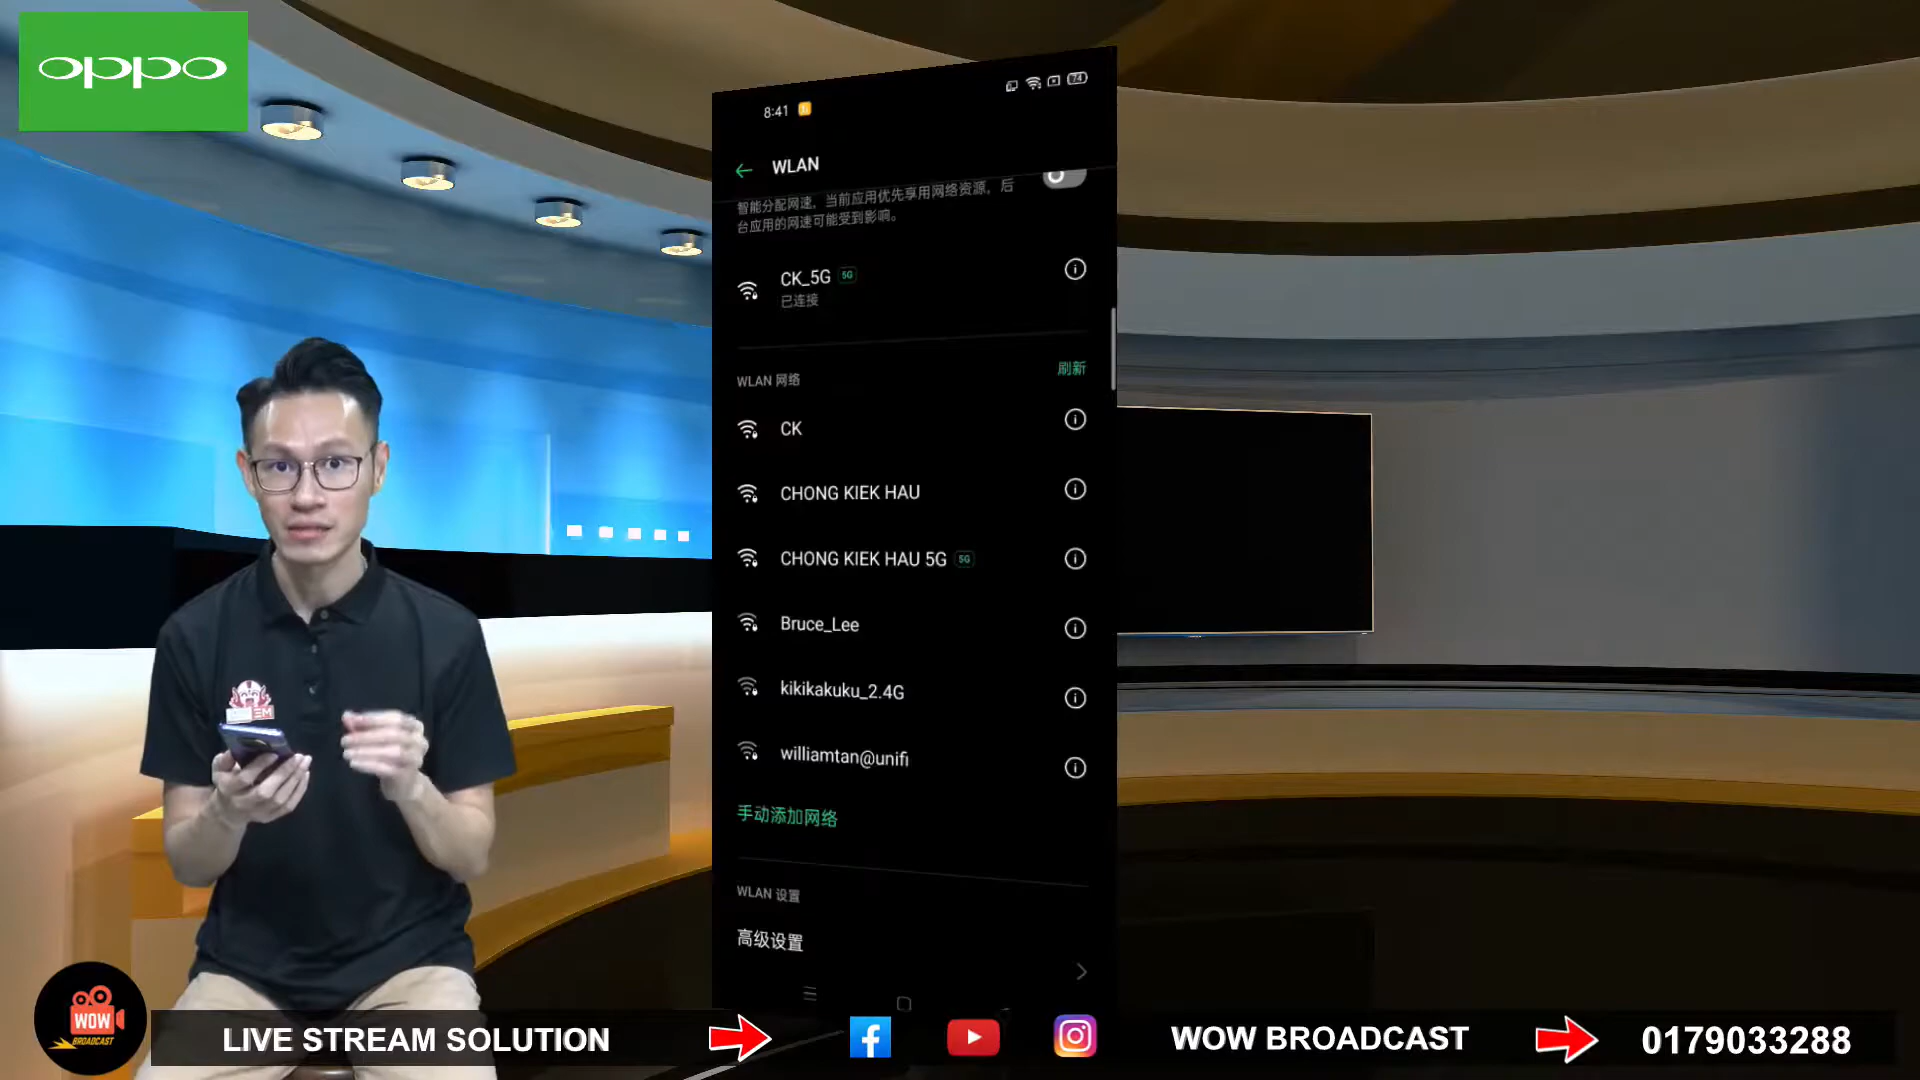 oppo
8:41
74
WLAN
智能分配网速，当前应用优先享用网络资源，后
台应用的网速可能受到影响。
CK_5G 5G
已连接
WLAN 网络
刷新
CK
CHONG KIEK HAU
CHONG KIEK HAU 5G 5G
Bruce_Lee
kikikakuku_2.4G
williamtan@unifi
手动添加网络
WLAN 设置
高级设置
WOW
BROADCAST
LIVE STREAM SOLUTION
WOW BROADCAST
0179033288